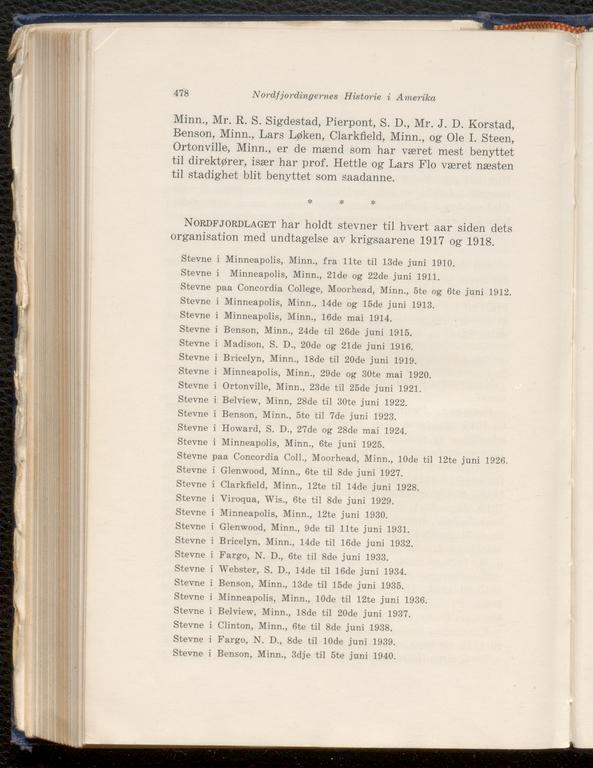 478 Nordfjordingernes Historie i Amerika
Minn., Mr. R. S. Sigdestad, Pierpont, S. D., Mr. J. D. Korstad,
Benson, Minn., Lars Løken, Clarkfield, Minn., og Ole I. Steen,
Ortonville, Minn., er de mænd som har været mest benyttet
til direktører, især har prof. Hettle og Lars Flo været næsten
til stadighet blit benyttet som saadanne.
* * *
NORDFJORDLAGET har holdt stevner til hvert aar siden dets
organisation med undtagelse av krigsaarene 1917 og 1918.
Stevne i Minneapolis, Minn., fra 11te til 13de juni 1910.
Stevne i Minneapolis, Minn., 21de og 22de juni 1911.
Stevne paa Concordia College, Moorhead, Minn., 5te og 6te juni 1912.
Stevne i Minneapolis, Minn., 14de og 15de juni 1913.
Stevne i Minneapolis, Minn., 16de mai 1914.
Stevne i Benson, Minn., 24de til 26de juni 1915.
Stevne i Madison, S. D., 20de og 21de juni 1916.
Stevne i Bricelyn, Minn., 18de til 20de juni 1919.
Stevne i Minneapolis, Minn., 29de og 30te mai 1920.
Stevne i Ortonville, Minn., 23de til 25de juni 1921.
Stevne i Belview, Minn, 28de til 30te juni 1922.
Stevne i Benson, Minn., 5te til 7de juni 1923.
Stevne i Howard, S. D., 27de og 28de mai 1924.
Stevne i Minneapolis, Minn., 6te juni 1925.
Stevne paa Concordia Coll., Moorhead, Minn., 10de til 12te juni 1926.
Stevne i Glenwood, Minn., 6te til 8de juni 1927.
Stevne i Clarkfield, Minn., 12te til 14de juni 1928.
Stevne i Viroqua, Wis., 6te til 8de juni 1929.
Stevne i Minneapolis, Minn., 12te juni 1930.
Stevne i Glenwood, Minn., 9de til 11te juni 1931.
Stevne i Bricelyn, Minn., 14de til 16de juni 1932.
Stevne i Fargo, N. D., 6te til 8de juni 1933.
Stevne i Webster, S. D., 14de til 16de juni 1934.
Stevne i Benson, Minn., 13de til 15de juni 1935.
Stevne i Minneapolis, Minn., 10de til 12te juni 1936.
Stevne i Belview, Minn., 18de til 20de juni 1937.
Stevne i Clinton, Minn., 6te til 8de juni 1938.
Stevne i Fargo, N. D., 8de til 10de juni 1939.
Stevne i Benson, Minn., 3dje til 5te juni 1940.